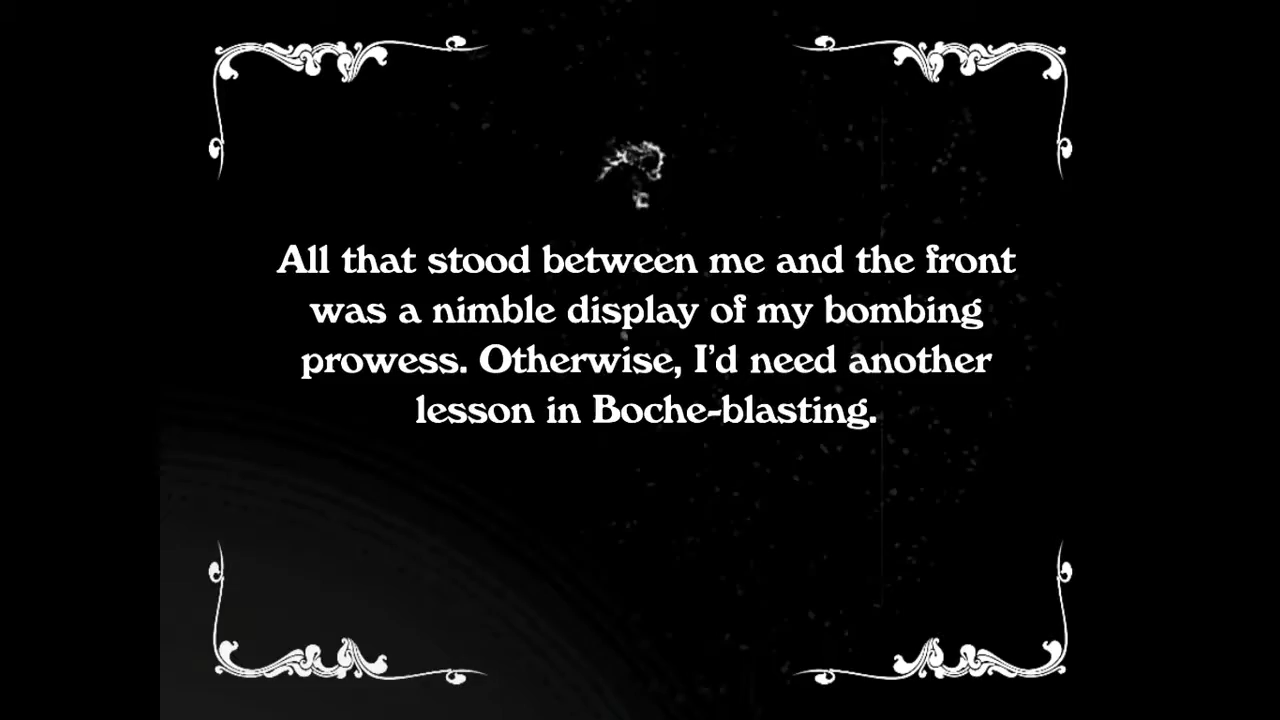 All that stood between me and the front
was a nimble display of my bombing
prowess. Otherwise, I'd need another
lesson in Boche-blasting.